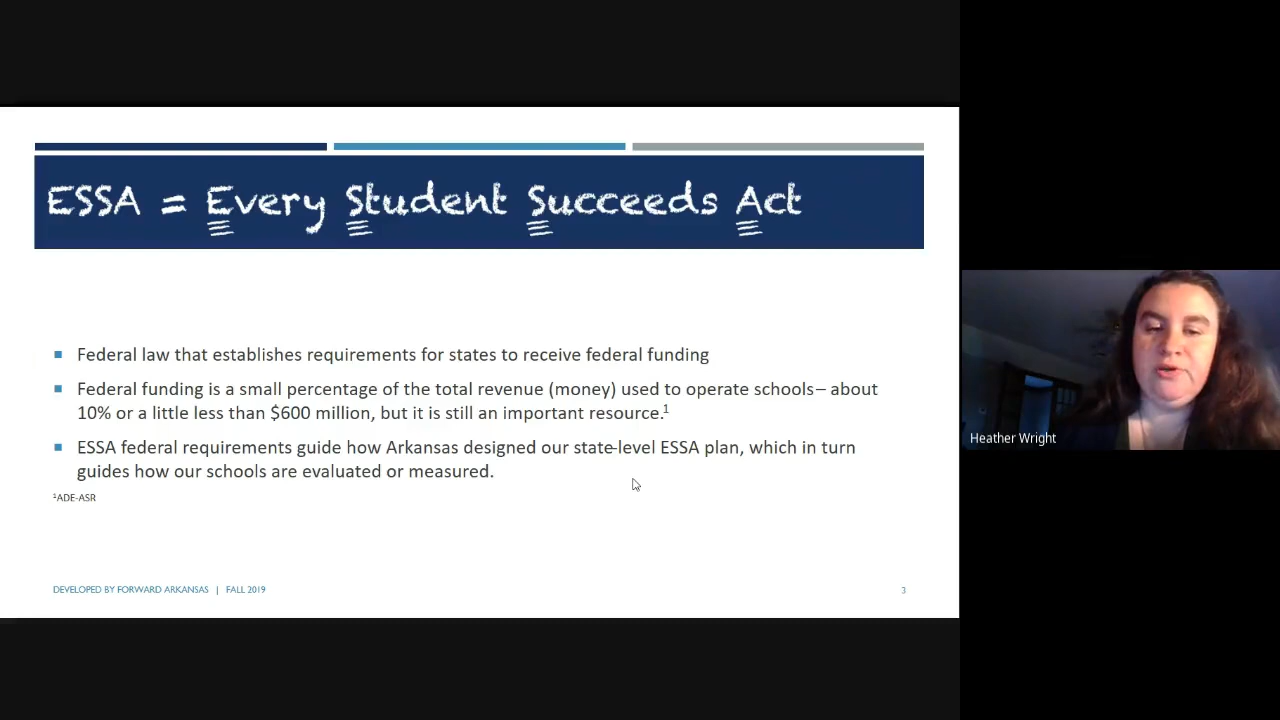 ESSA = Every Student Succeeds Act
Federal law that establishes requirements for states to receive federal funding
Federal funding is a small percentage of the total revenue (money) used to operate schools– about
10% or a little less than $600 million, but it is still an important resource.¹
ESSA federal requirements guide how Arkansas designed our state-level ESSA plan, which in turn
guides how our schools are evaluated or measured.
¹ADE-ASR
DEVELOPED BY FORWARD ARKANSAS | FALL 2019
3
Heather Wright